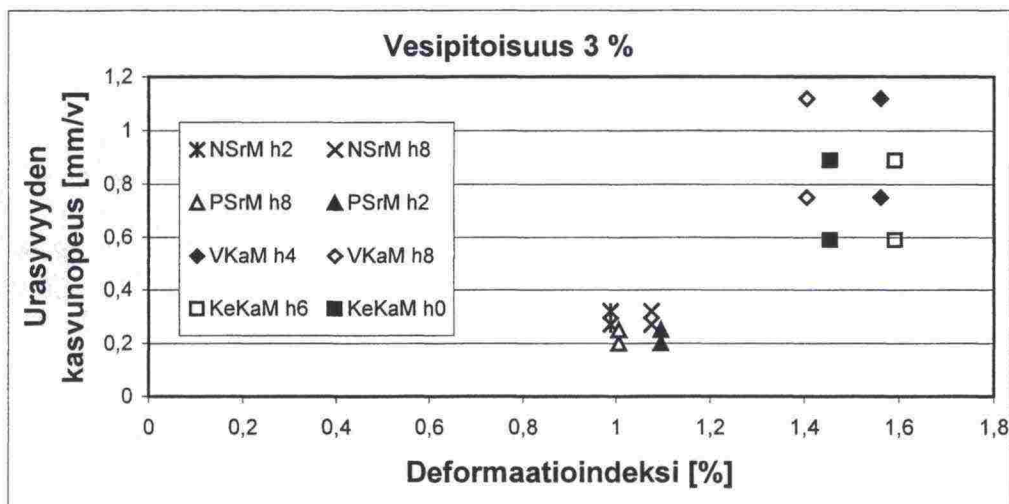 Vesipitoisuus 3 %
Urasyvyyden
kasvunopeus [mm/v]
1,2
1
0,8
0,6
0,4
0,2
0
NSrM h2
NSrM h8
PSrM h8
PSrM h2
VKaM h4
VKaM h8
KeKaM h6
KeKaM h0
0
0,2
0,4
0,6
0,8
1
1,2
1,4
1,6
1,8
Deformaatioindeksi [%]